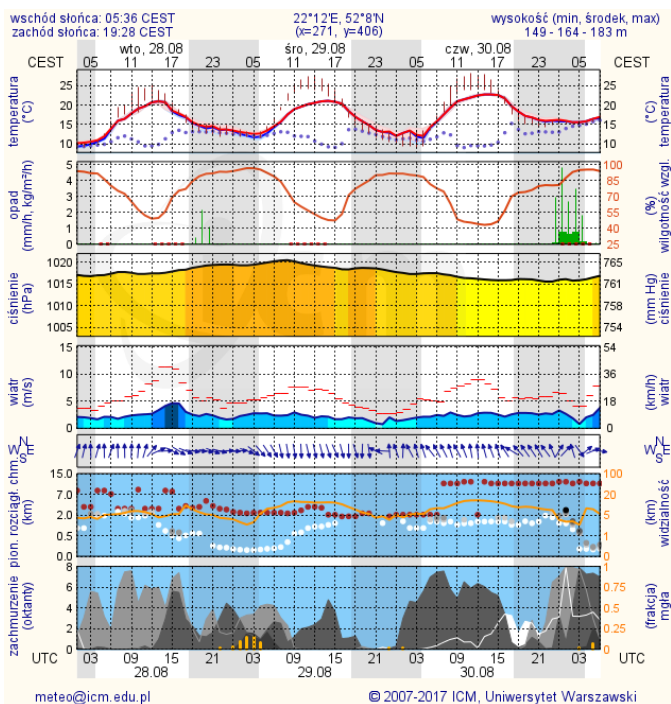 wschód słońca: 05:36 CEST 22°12'E, 52°8'N wysokość (min, środek, max)
zachód słońca: 19:28 CEST (x=271, y=406) 149 - 164 - 183 m
wto, 28.08 śro, 29.08 czw, 30.08
CEST 05 11 17 23 05 11 17 23 05 11 17 23 05 CEST
temperatura (°C) 25 20 15 10 25 20 15 10 temperatura (°C)
opad (mm/h, kg/m²/h) 5 4 3 2 1 0 100 85 70 55 40 25 (%) wilgotność wzgl.
ciśnienie (hPa) 1020 1015 1010 1005 765 761 758 754 (mm Hg) ciśnienie
wiatr (m/s) 15 10 5 0 54 36 18 0 (km/h) wiatr
W N S E W N S E
pion. rozciągł. chm. (km) 15.0 7.0 2.0 0.5 0.0 100 20 5 1 0 (km) widzialność
zachmurzenie (oktanty) 8 6 4 2 0 1 0.75 0.5 0.25 0 (frakcja) mgła
UTC 03 09 15 21 03 09 15 21 03 09 15 21 03 UTC
28.08 29.08 30.08
meteo@icm.edu.pl © 2007-2017 ICM, Uniwersytet Warszawski